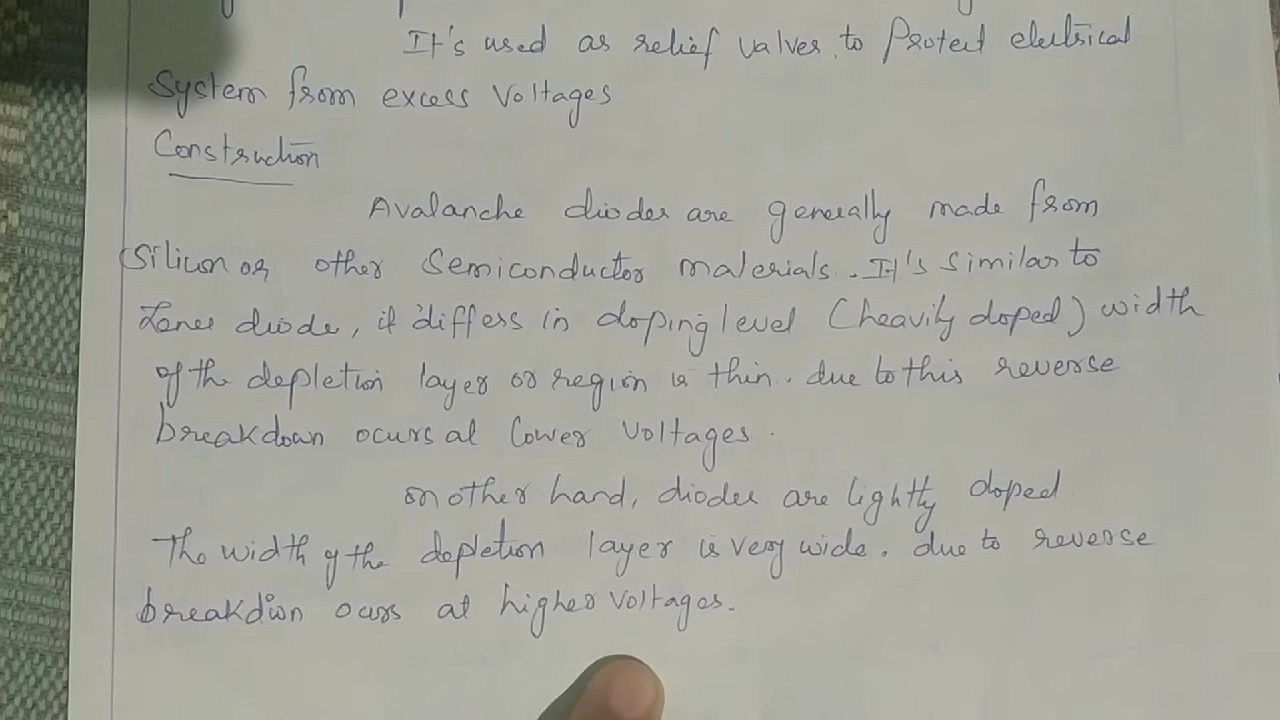 It's used as relief valves to Protect electrical
System from excess Voltages
Construction
Avalanche diodes are generally made from
Silicon or other Semiconductor materials. It's similar to
Zener diode, it differs in doping level (heavily doped) width
of the depletion layer or region is thin. due to this reverse
breakdown ocurs at lower Voltages.
on other hand, diodes are lightly doped
The width of the depletion layer is very wide. due to reverse
breakdown ocurs at higher Voltages.